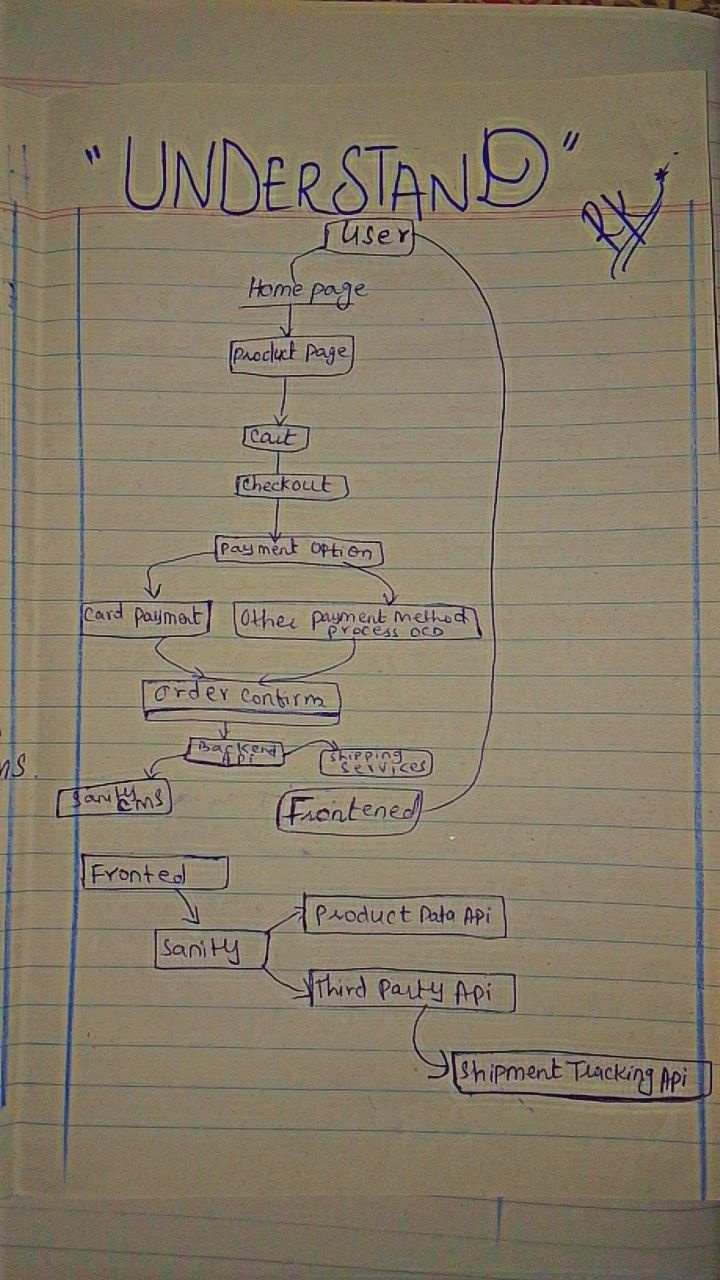 "UNDERSTAND"
RK
User
Home page
Product Page
Cart
Checkout
Payment Option
Card Payment
Other Payment Method
Process OCD
Order Confirm
Backend
Api
Shipping
Services
Sanity
CMS
ns.
Frontened
Fronted
Sanity
Product Data Api
Third Party Api
Shipment Tracking Api